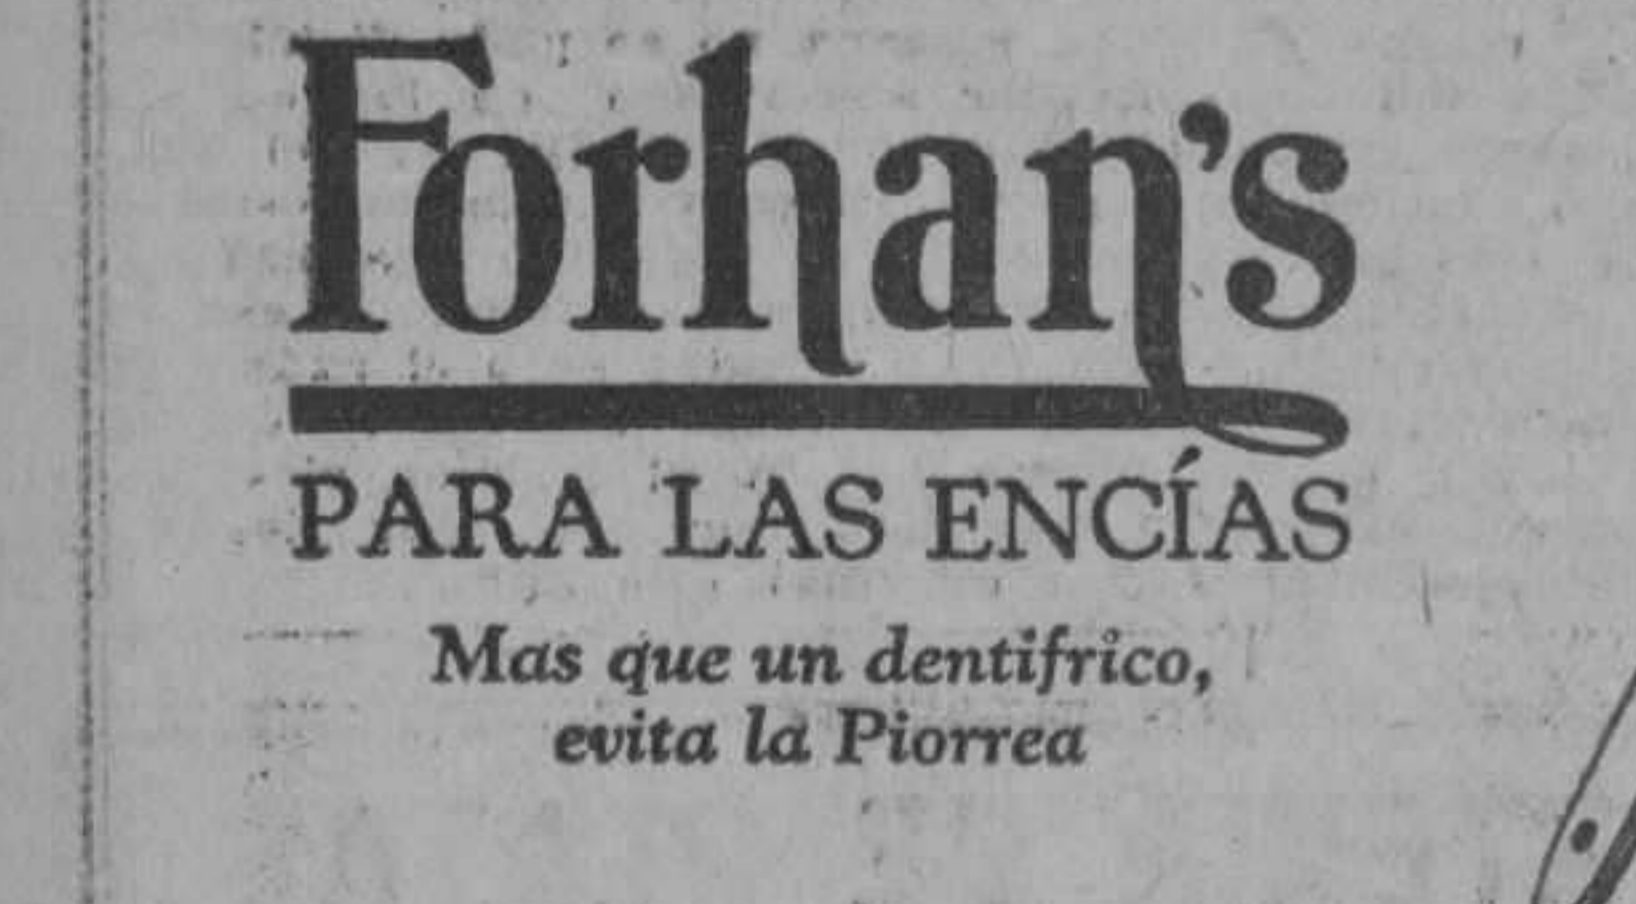 Forhan's
PARA LAS ENCÍAS
Mas que un dentifrico,
evita la Piorrea